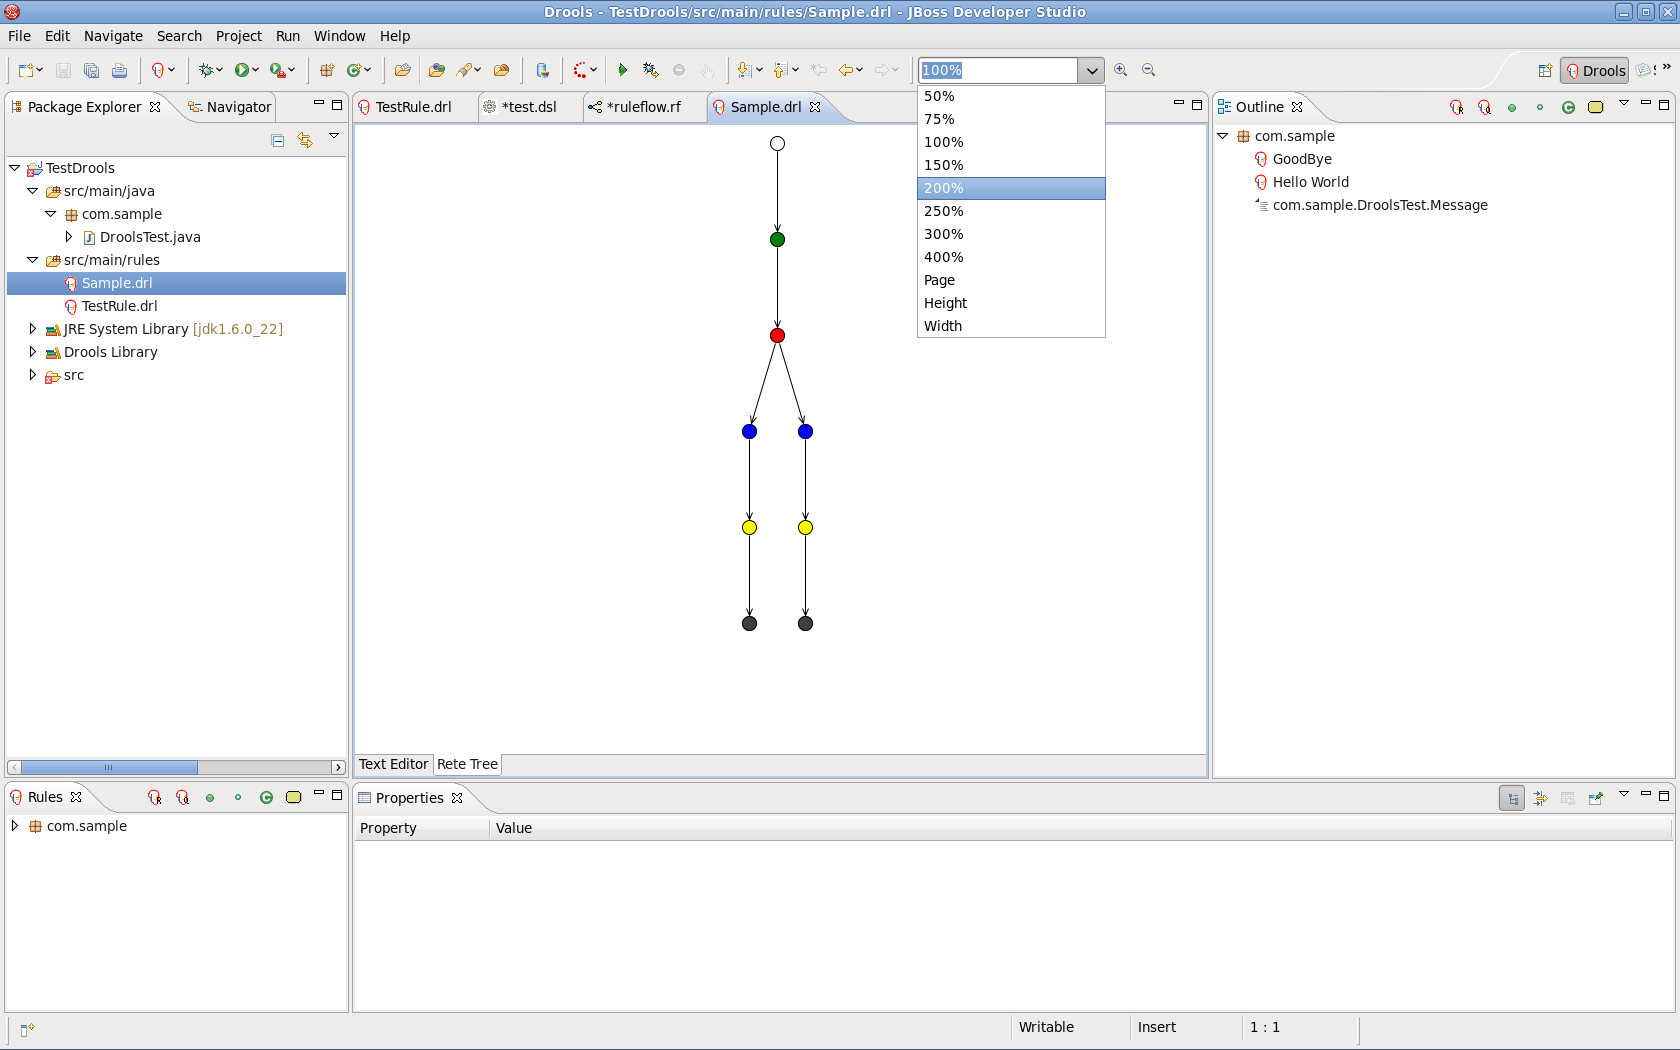 Drools - TestDrools/src/main/rules/Sample.drl - JBoss Developer Studio
File Edit Navigate Search Project Run Window Help
100%
Drools
Package Explorer
Navigator
TestRule.drl
*test.dsl
*ruleflow.rf
Sample.drl
Outline
50%
75%
100%
150%
200%
250%
300%
400%
Page
Height
Width
TestDrools
src/main/java
com.sample
DroolsTest.java
src/main/rules
Sample.drl
TestRule.drl
JRE System Library [jdk1.6.0_22]
Drools Library
src
com.sample
GoodBye
Hello World
com.sample.DroolsTest.Message
Text Editor
Rete Tree
Rules
com.sample
Properties
Property Value
Writable Insert 1 : 1